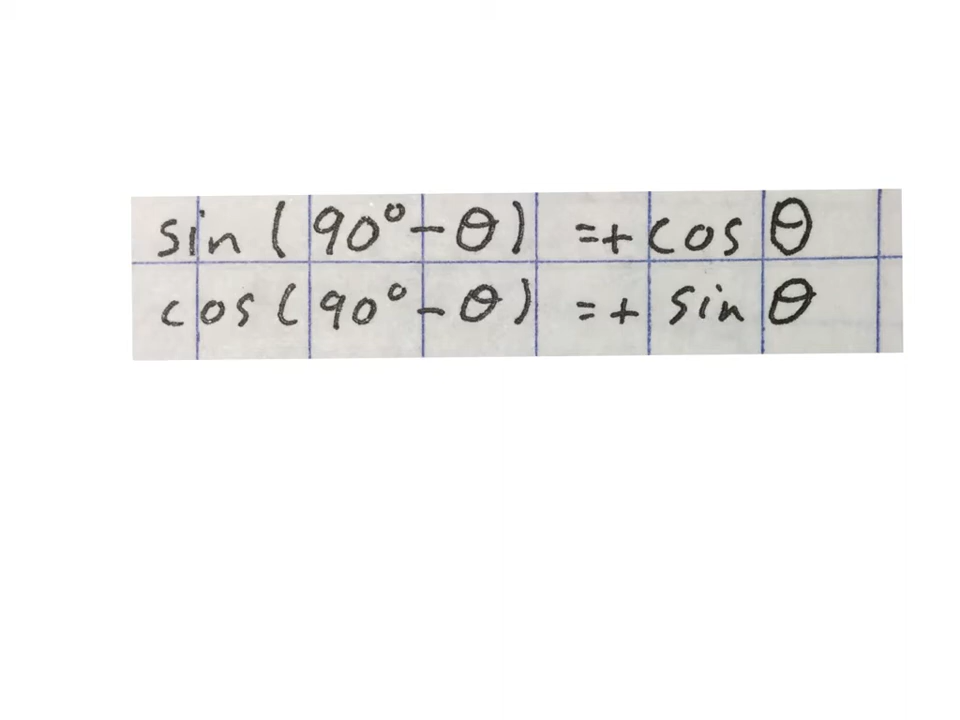 sin (90° - θ) = + cos θ
cos (90° - θ) = + sin θ